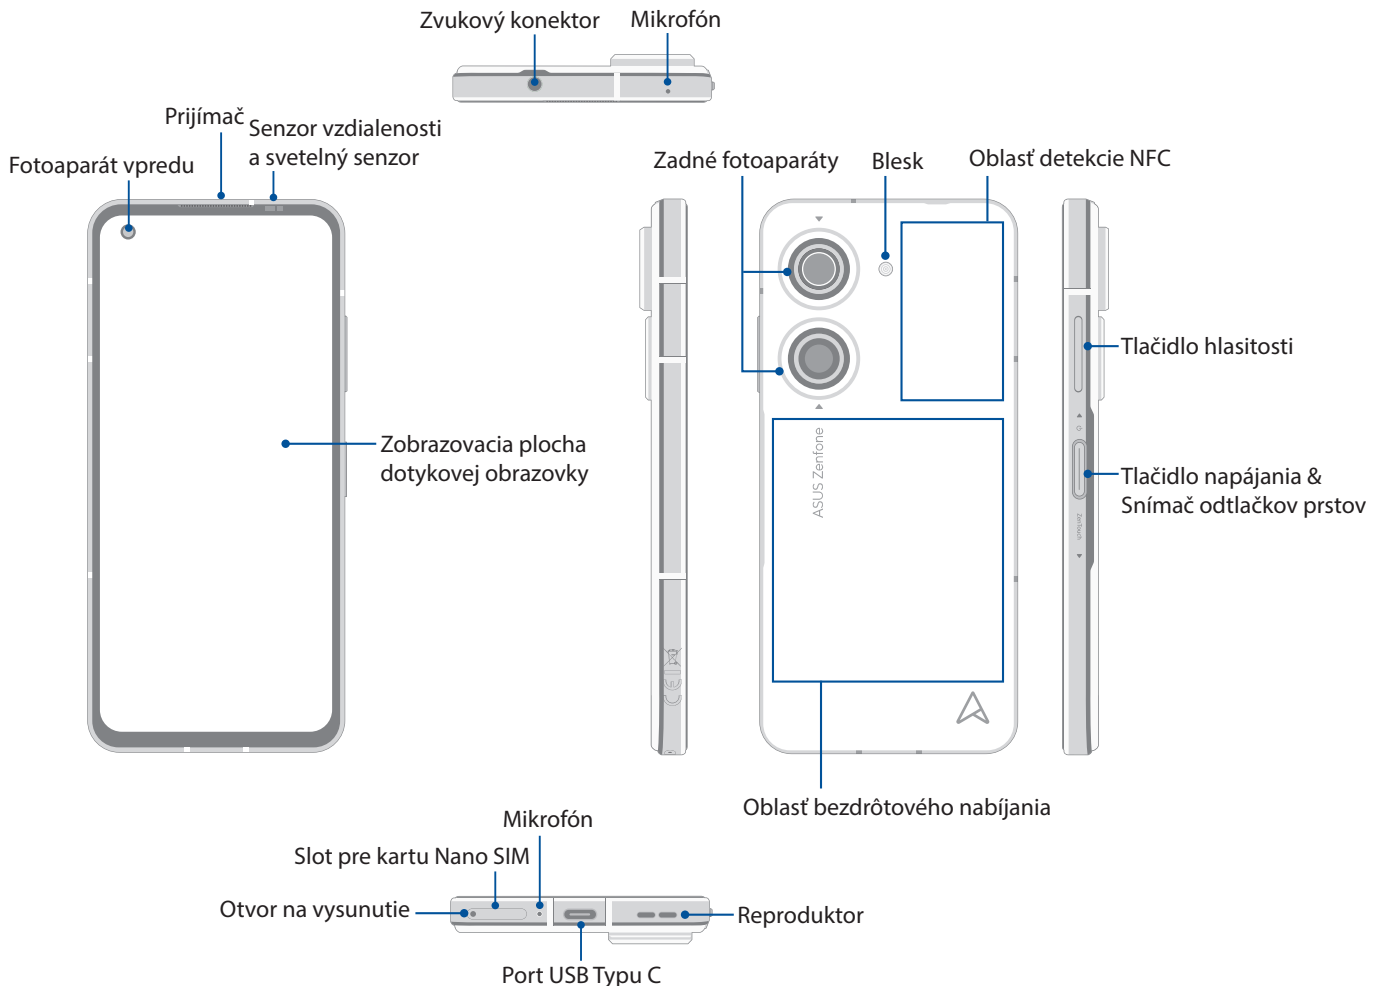 Zvukový konektor
Mikrofón
Prijímač
Senzor vzdialenosti
a svetelný senzor
Fotoaparát vpredu
Zadné fotoaparáty
Blesk
Oblasť detekcie NFC
Tlačidlo hlasitosti
Zobrazovacia plocha
dotykovej obrazovky
ASUS Zenfone
Tlačidlo napájania &
Snímač odtlačkov prstov
ZenTouch
CE
Oblasť bezdrôtového nabíjania
Mikrofón
Slot pre kartu Nano SIM
Otvor na vysunutie
Reproduktor
Port USB Typu C